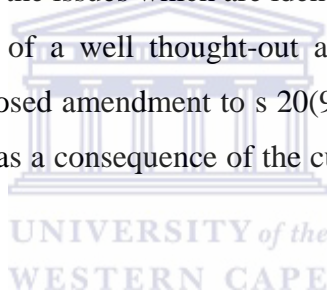 the issues which are iden
of a well thought-out a
osed amendment to s 20(9
as a consequence of the cu
UNIVERSITY of the
WESTERN CAPE